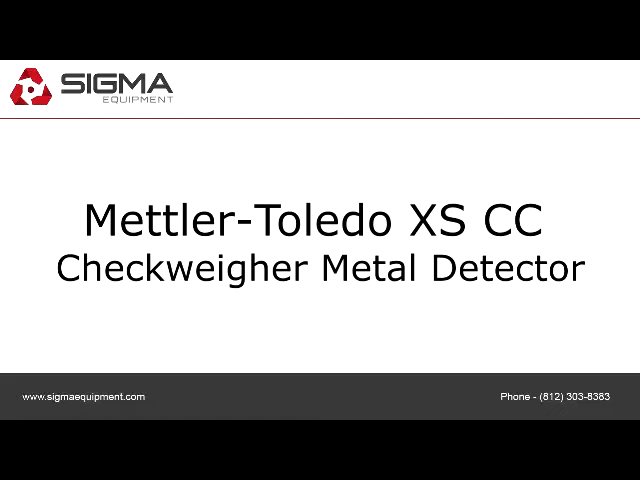 SIGMA
EQUIPMENT
Mettler-Toledo XS CC
Checkweigher Metal Detector
www.sigmaequipment.com
Phone - (812) 303-8383